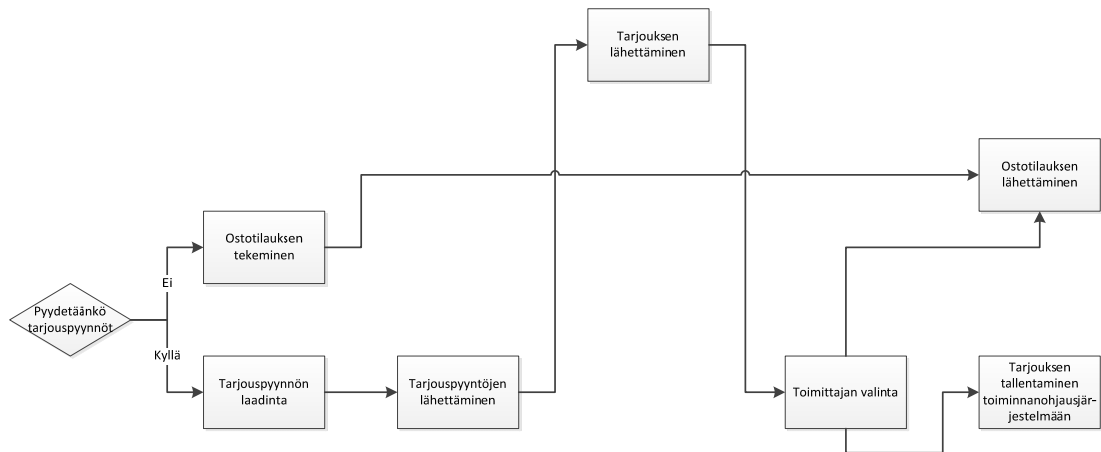 Tarjouksen
lähettäminen
Ostotilauksen
lähettäminen
Ostotilauksen
tekeminen
Ei
Pyydetäänkö
tarjouspyynnöt
Kyllä
Tarjouspyynnön
laadinta
Tarjouspyyntöjen
lähettäminen
Toimittajan valinta
Tarjouksen
tallentaminen
toiminnanohjausjär-
jestelmään